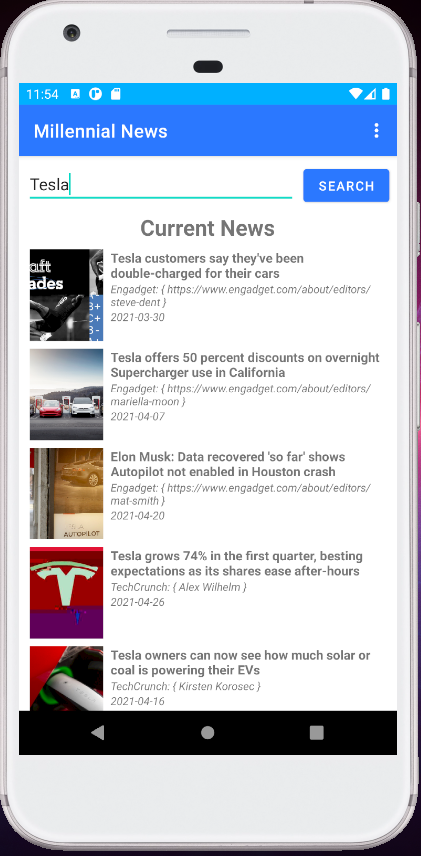 11:54
Millennial News
Tesla
SEARCH
Current News
aft
ades
B+
C+
C-
B-
Tesla customers say they've been
double-charged for their cars
Engadget: { https://www.engadget.com/about/editors/
steve-dent }
2021-03-30
Tesla offers 50 percent discounts on overnight
Supercharger use in California
Engadget: { https://www.engadget.com/about/editors/
mariella-moon }
2021-04-07
AUTOPILOT
Elon Musk: Data recovered 'so far' shows
Autopilot not enabled in Houston crash
Engadget: { https://www.engadget.com/about/editors/
mat-smith }
2021-04-20
Tesla grows 74% in the first quarter, besting
expectations as its shares ease after-hours
TechCrunch: { Alex Wilhelm }
2021-04-26
Tesla owners can now see how much solar or
coal is powering their EVs
TechCrunch: { Kirsten Korosec }
2021-04-16